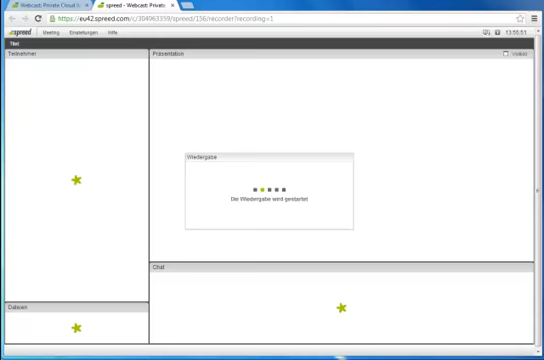 Webcast: Private Cloud
spreed - Webcast: Privat
https://eu42.spreed.com/c/304963359/spreed/156/recorder?recording=1
spreed Meeting Einstellungen Hilfe
13:55:51
Titel
Teilnehmer
Präsentation
Vollbild
Wiedergabe
Die Wiedergabe wird gestartet
Chat
Dateien